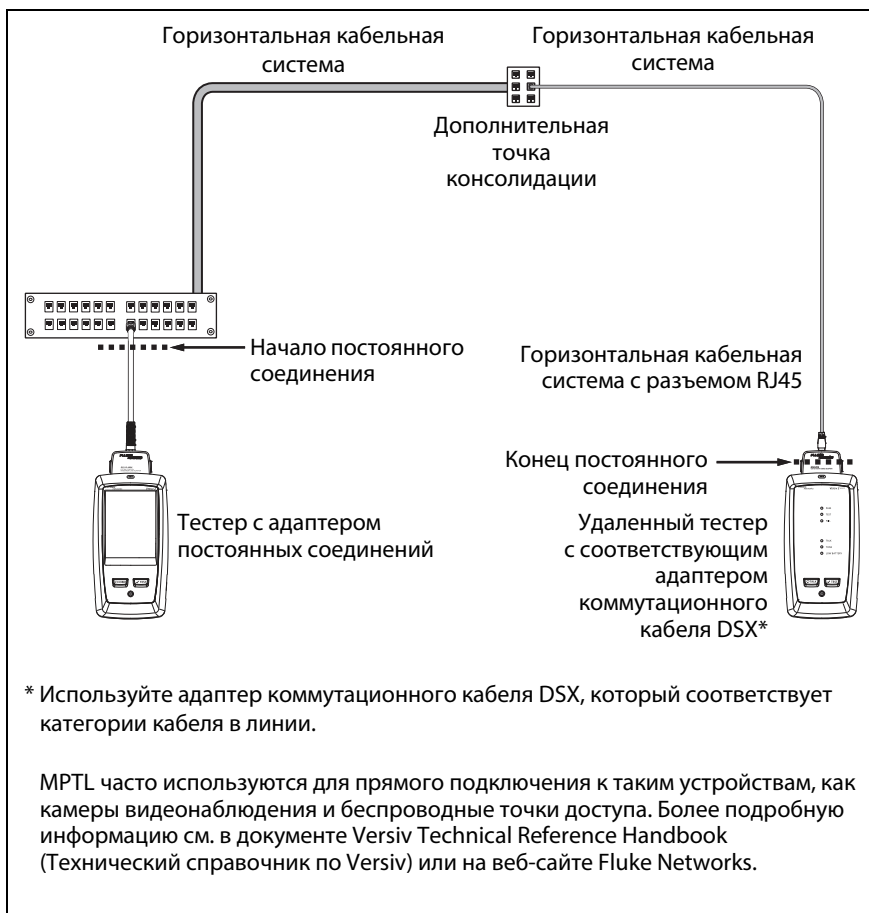 Горизонтальная кабельная
система
Горизонтальная кабельная
система
Дополнительная
точка
консолидации
Начало постоянного
соединения
Горизонтальная кабельная
система с разъемом RJ45
Конец постоянного
соединения
Тестер с адаптером
постоянных соединений
Удаленный тестер
с соответствующим
адаптером
коммутационного
кабеля DSX*
* Используйте адаптер коммутационного кабеля DSX, который соответствует
категории кабеля в линии.
MPTL часто используются для прямого подключения к таким устройствам, как
камеры видеонаблюдения и беспроводные точки доступа. Более подробную
информацию см. в документе Versiv Technical Reference Handbook
(Технический справочник по Versiv) или на веб-сайте Fluke Networks.